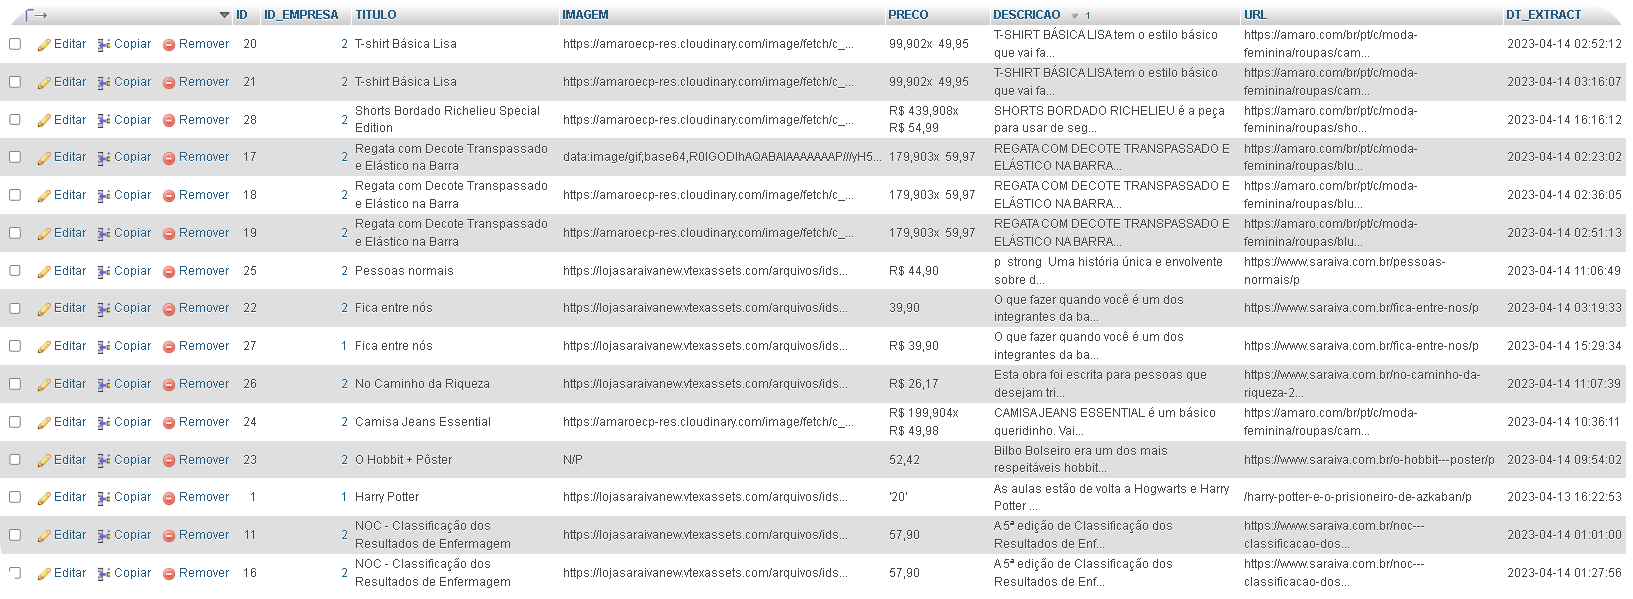 ID ID_EMPRESA TITULO IMAGEM PRECO DESCRICAO 1 URL DT_EXTRACT
Editar Copiar Remover 20 2 T-shirt Básica Lisa https://amaroecp-res.cloudinary.com/image/fetch/c_... 99,902x 49,95 T-SHIRT BÁSICA LISA tem o estilo básico que vai fa... https://amaro.com/br/pt/c/moda-feminina/roupas/cam... 2023-04-14 02:52:12
Editar Copiar Remover 21 2 T-shirt Básica Lisa https://amaroecp-res.cloudinary.com/image/fetch/c_... 99,902x 49,95 T-SHIRT BÁSICA LISA tem o estilo básico que vai fa... https://amaro.com/br/pt/c/moda-feminina/roupas/cam... 2023-04-14 03:16:07
Editar Copiar Remover 28 2 Shorts Bordado Richelieu Special Edition https://amaroecp-res.cloudinary.com/image/fetch/c_... R$ 439,908x R$ 54,99 SHORTS BORDADO RICHELIEU é a peça para usar de seg... https://amaro.com/br/pt/c/moda-feminina/roupas/sho... 2023-04-14 16:16:12
Editar Copiar Remover 17 2 Regata com Decote Transpassado e Elástico na Barra data:image/gif;base64,R0lGODlhAQABAIAAAAAAAP///yH5... 179,903x 59,97 REGATA COM DECOTE TRANSPASSADO E ELÁSTICO NA BARRA... https://amaro.com/br/pt/c/moda-feminina/roupas/blu... 2023-04-14 02:23:02
Editar Copiar Remover 18 2 Regata com Decote Transpassado e Elástico na Barra https://amaroecp-res.cloudinary.com/image/fetch/c_... 179,903x 59,97 REGATA COM DECOTE TRANSPASSADO E ELÁSTICO NA BARRA... https://amaro.com/br/pt/c/moda-feminina/roupas/blu... 2023-04-14 02:36:05
Editar Copiar Remover 19 2 Regata com Decote Transpassado e Elástico na Barra https://amaroecp-res.cloudinary.com/image/fetch/c_... 179,903x 59,97 REGATA COM DECOTE TRANSPASSADO E ELÁSTICO NA BARRA... https://amaro.com/br/pt/c/moda-feminina/roupas/blu... 2023-04-14 02:51:13
Editar Copiar Remover 25 2 Pessoas normais https://lojasaraivanew.vtexassets.com/arquivos/ids... R$ 44,90 p strong Uma história única e envolvente sobre d... https://www.saraiva.com.br/pessoas-normais/p 2023-04-14 11:06:49
Editar Copiar Remover 22 2 Fica entre nós https://lojasaraivanew.vtexassets.com/arquivos/ids... 39,90 O que fazer quando você é um dos integrantes da ba... https://www.saraiva.com.br/fica-entre-nos/p 2023-04-14 03:19:33
Editar Copiar Remover 27 1 Fica entre nós https://lojasaraivanew.vtexassets.com/arquivos/ids... R$ 39,90 O que fazer quando você é um dos integrantes da ba... https://www.saraiva.com.br/fica-entre-nos/p 2023-04-14 15:29:34
Editar Copiar Remover 26 2 No Caminho da Riqueza https://lojasaraivanew.vtexassets.com/arquivos/ids... R$ 26,17 Esta obra foi escrita para pessoas que desejam tri... https://www.saraiva.com.br/no-caminho-da-riqueza-2... 2023-04-14 11:07:39
Editar Copiar Remover 24 2 Camisa Jeans Essential https://amaroecp-res.cloudinary.com/image/fetch/c_... R$ 199,904x R$ 49,98 CAMISA JEANS ESSENTIAL é um básico queridinho. Vai... https://amaro.com/br/pt/c/moda-feminina/roupas/cam... 2023-04-14 10:36:11
Editar Copiar Remover 23 2 O Hobbit + Pôster N/P 52,42 Bilbo Bolseiro era um dos mais respeitáveis hobbit... https://www.saraiva.com.br/o-hobbit---poster/p 2023-04-14 09:54:02
Editar Copiar Remover 1 1 Harry Potter https://lojasaraivanew.vtexassets.com/arquivos/ids... '20' As aulas estão de volta a Hogwarts e Harry Potter ... /harry-potter-e-o-prisioneiro-de-azkaban/p 2023-04-13 16:22:53
Editar Copiar Remover 11 2 NOC - Classificação dos Resultados de Enfermagem https://lojasaraivanew.vtexassets.com/arquivos/ids... 57,90 A 5ª edição de Classificação dos Resultados de Enf... https://www.saraiva.com.br/noc---classificacao-dos... 2023-04-14 01:01:00
Editar Copiar Remover 16 2 NOC - Classificação dos Resultados de Enfermagem https://lojasaraivanew.vtexassets.com/arquivos/ids... 57,90 A 5ª edição de Classificação dos Resultados de Enf... https://www.saraiva.com.br/noc---classificacao-dos... 2023-04-14 01:27:56